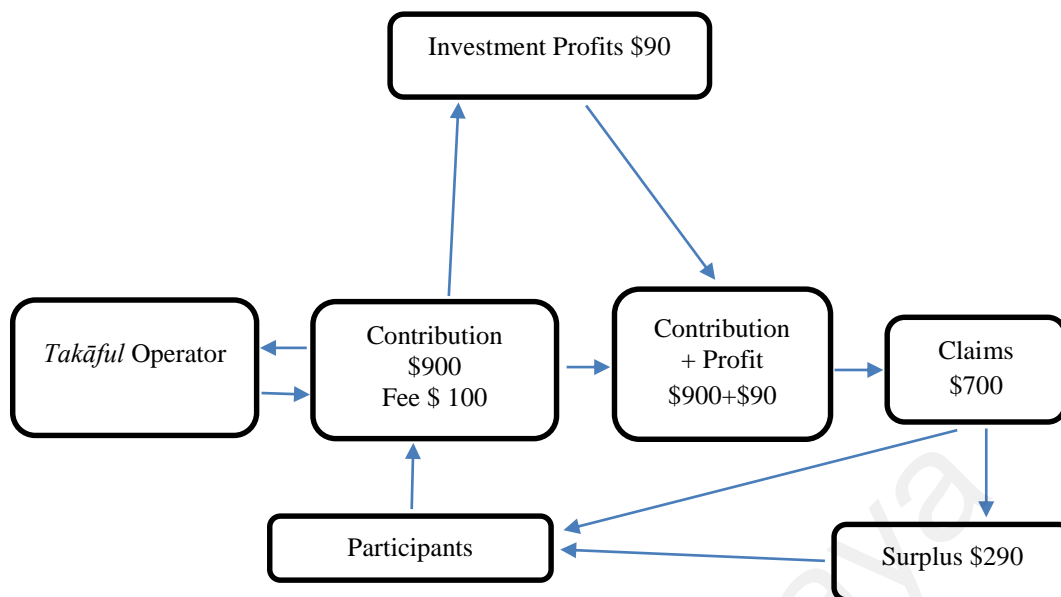 Investment Profits $90
Takāful Operator
Contribution
$900
Fee $ 100
Contribution
+ Profit
$900+$90
Claims
$700
Participants
Surplus $290